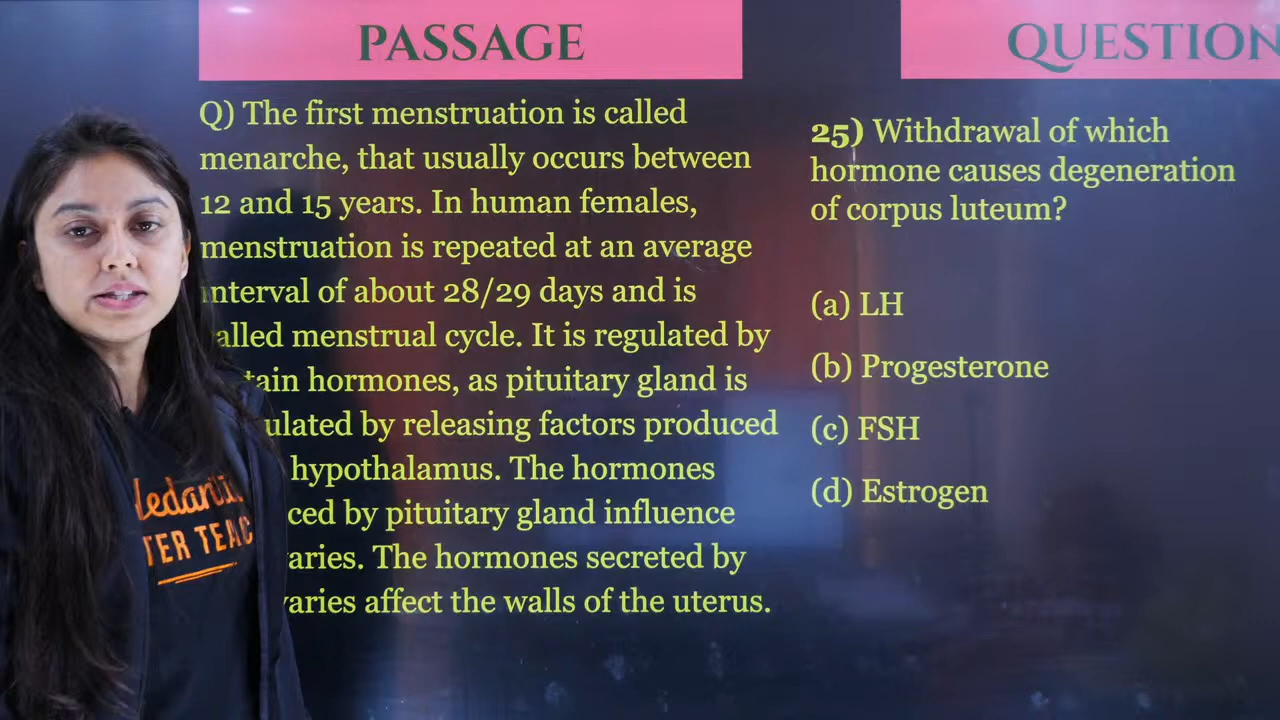 PASSAGE
Q) The first menstruation is called
menarche, that usually occurs between
12 and 15 years. In human females,
menstruation is repeated at an average
interval of about 28/29 days and is
alled menstrual cycle. It is regulated by
tain hormones, as pituitary gland is
ulated by releasing factors produced
hypothalamus. The hormones
ced by pituitary gland influence
aries. The hormones secreted by
varies affect the walls of the uterus.
QUESTION
25) Withdrawal of which
hormone causes degeneration
of corpus luteum?
(a) LH
(b) Progesterone
(c) FSH
(d) Estrogen